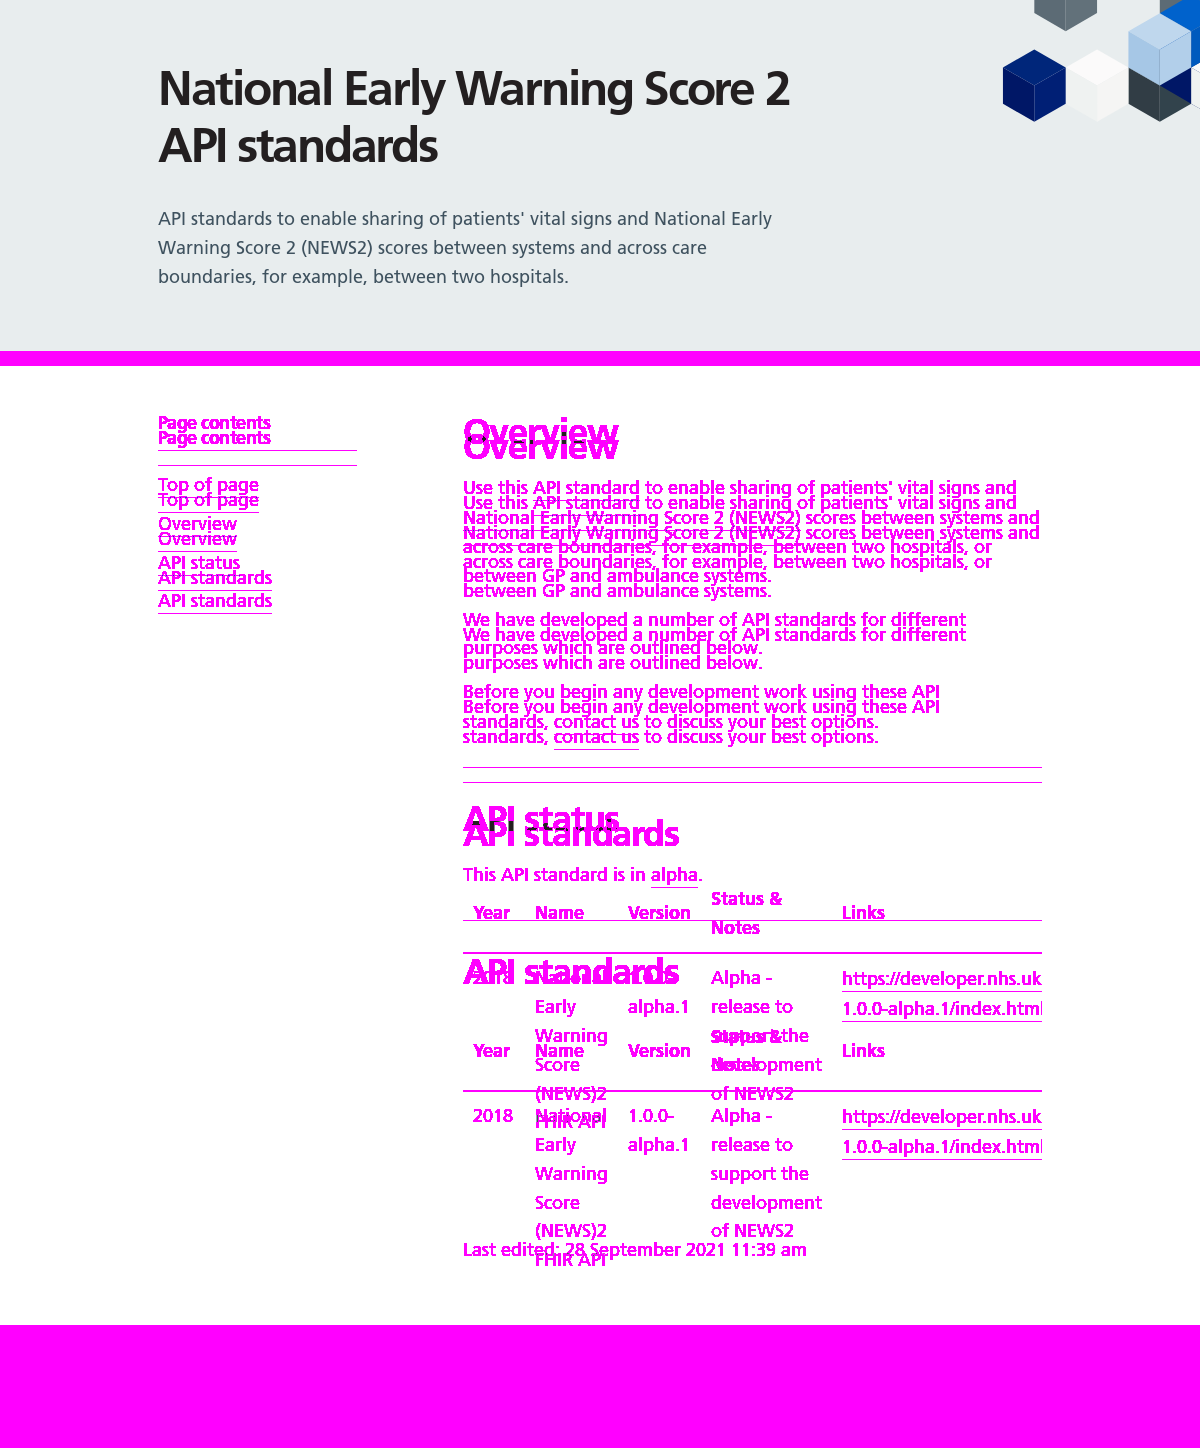 National Early Warning Score 2
API standards
API standards to enable sharing of patients' vital signs and National Early
Warning Score 2 (NEWS2) scores between systems and across care
boundaries, for example, between two hospitals.
Page contents
Page contents
Top of page
Top of page
Overview
Overview
API status
API standards
API standards
Overview
Overview
Use this API standard to enable sharing of patients' vital signs and
Use this API standard to enable sharing of patients' vital signs and
National Early Warning Score 2 (NEWS2) scores between systems and
National Early Warning Score 2 (NEWS2) scores between systems and
across care boundaries, for example, between two hospitals, or
across care boundaries, for example, between two hospitals, or
between GP and ambulance systems.
between GP and ambulance systems.
We have developed a number of API standards for different
We have developed a number of API standards for different
purposes which are outlined below.
purposes which are outlined below.
Before you begin any development work using these API
Before you begin any development work using these API
standards, contact us to discuss your best options.
standards, contact us to discuss your best options.
API status
API standards
This API standard is in alpha.
Status &
Year Name Version Links
Notes
API standards
2018 National 1.0.0- Alpha - https://developer.nhs.uk
Early alpha.1 release to 1.0.0-alpha.1/index.html
Warning support the
Status &
Year Name Version Links
Score development
Notes
(NEWS)2 of NEWS2
FHIR API
2018 National 1.0.0- Alpha - https://developer.nhs.uk
Early alpha.1 release to 1.0.0-alpha.1/index.html
Warning support the
Score development
(NEWS)2 of NEWS2
Last edited: 28 September 2021 11:39 am
FHIR API